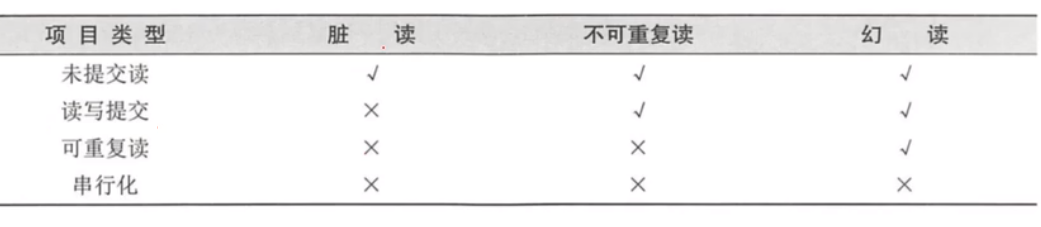 项目类型 脏读 不可重复读 幻读
未提交读 √ √ √
读写提交 × √ √
可重复读 × × √
串行化 × × ×